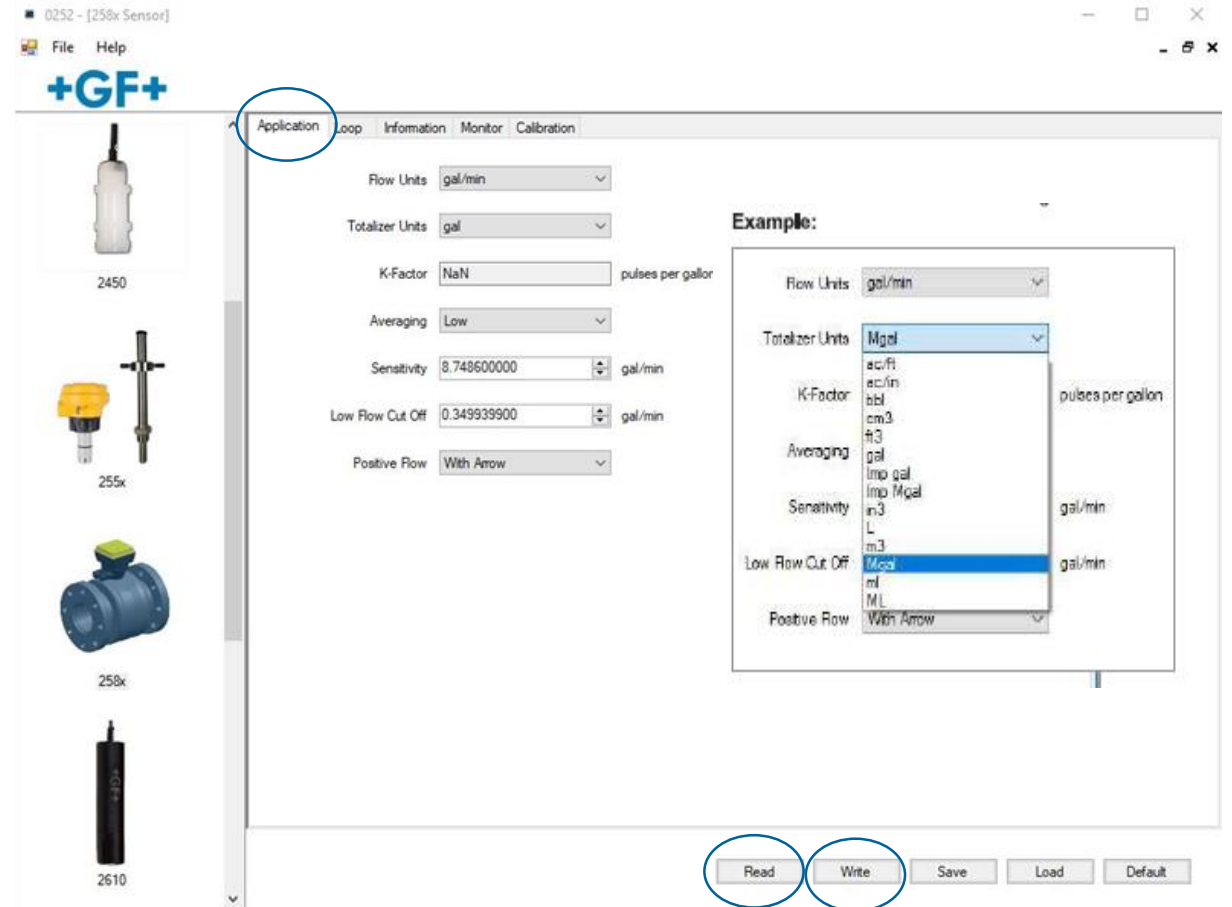 0252 - [258x Sensor]
File Help
+GF+
Application Loop Information Monitor Calibration
Flow Units gal/min
Totalizer Units gal
K-Factor NaN pulses per gallon
Averaging Low
Sensitivity 8.748600000 gal/min
Low Flow Cut Off 0.349939900 gal/min
Positive Flow With Arrow
Example:
Flow Units gal/min
Totalizer Units Mgal
ac/ft
ac/in
K-Factor bbl pulses per gallon
cm3
ft3
Averaging gal
Imp gal
Imp Mgal
Sensitivity in3 gal/min
L
m3
Low Flow Cut Off Mgal gal/min
ml
ML
Positive Flow With Arrow
2450
255x
258x
+GF+
2610
Read Write Save Load Default